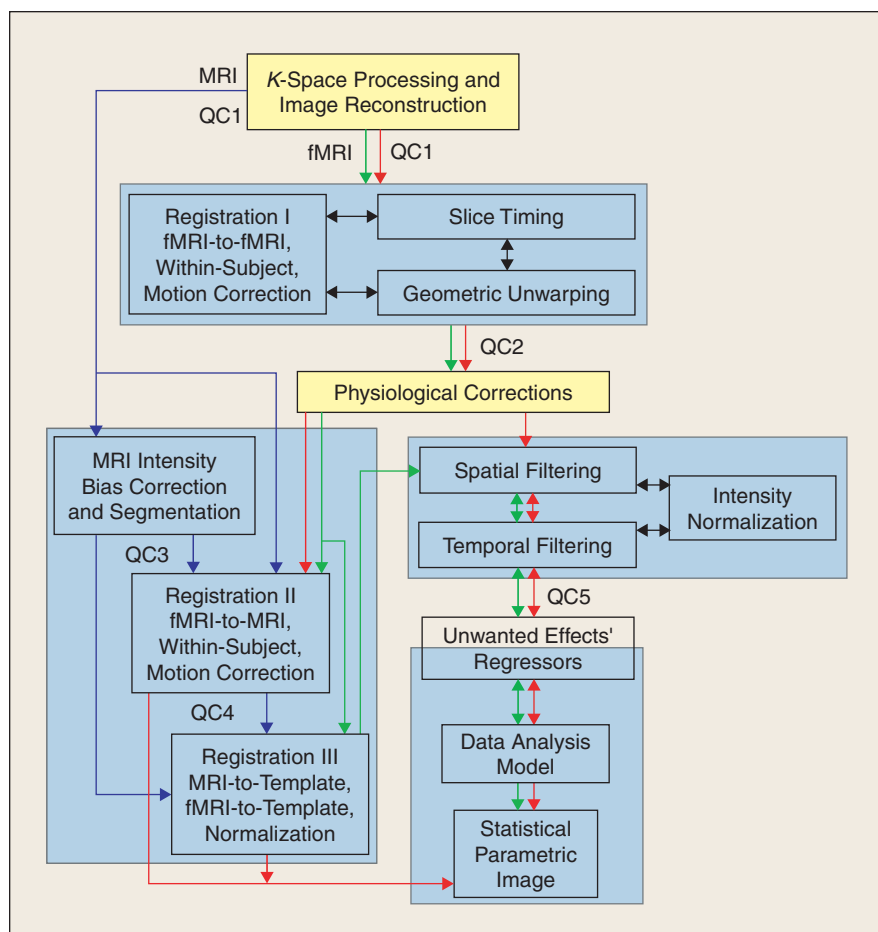 MRI
QC1
K-Space Processing and
Image Reconstruction
fMRI
QC1
Registration I
fMRI-to-fMRI,
Within-Subject,
Motion Correction
Slice Timing
Geometric Unwarping
QC2
Physiological Corrections
MRI Intensity
Bias Correction
and Segmentation
Spatial Filtering
Intensity
Normalization
Temporal Filtering
QC3
Registration II
fMRI-to-MRI,
Within-Subject,
Motion Correction
QC5
Unwanted Effects'
Regressors
QC4
Data Analysis
Model
Registration III
MRI-to-Template,
fMRI-to-Template,
Normalization
Statistical
Parametric
Image